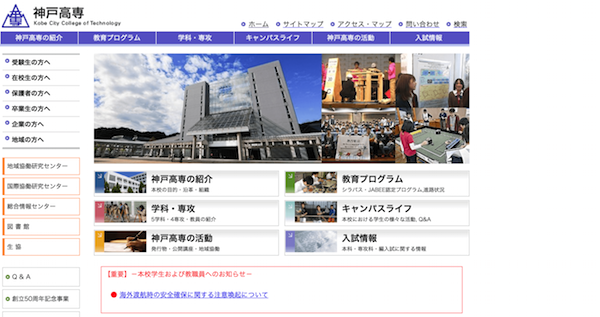 神戸高専
Kobe City College of Technology
ホーム サイトマップ アクセス・マップ 問い合わせ 検索
神戸高専の紹介 教育プログラム 学科・専攻 キャンパスライフ 神戸高専の活動 入試情報
受験生の方へ
在校生の方へ
保護者の方へ
卒業生の方へ
企業の方へ
地域の方へ
地域協働研究センター
国際協働研究センター
総合情報センター
図 書 館
生 協
Q & A
創立50周年記念事業
神戸高専の紹介
本校の目的・沿革・組織
教育プログラム
シラバス・JABEE認定プログラム,進路状況
学科・専攻
5学科・4専攻・教員の紹介
キャンパスライフ
本校における学生の様々な活動, Q&A
神戸高専の活動
発行物・公開講座・地域協働
入試情報
本科・専攻科・編入試に関する情報
【重要】－本校学生および教職員へのお知らせ－
海外渡航時の安全確保に関する注意喚起について